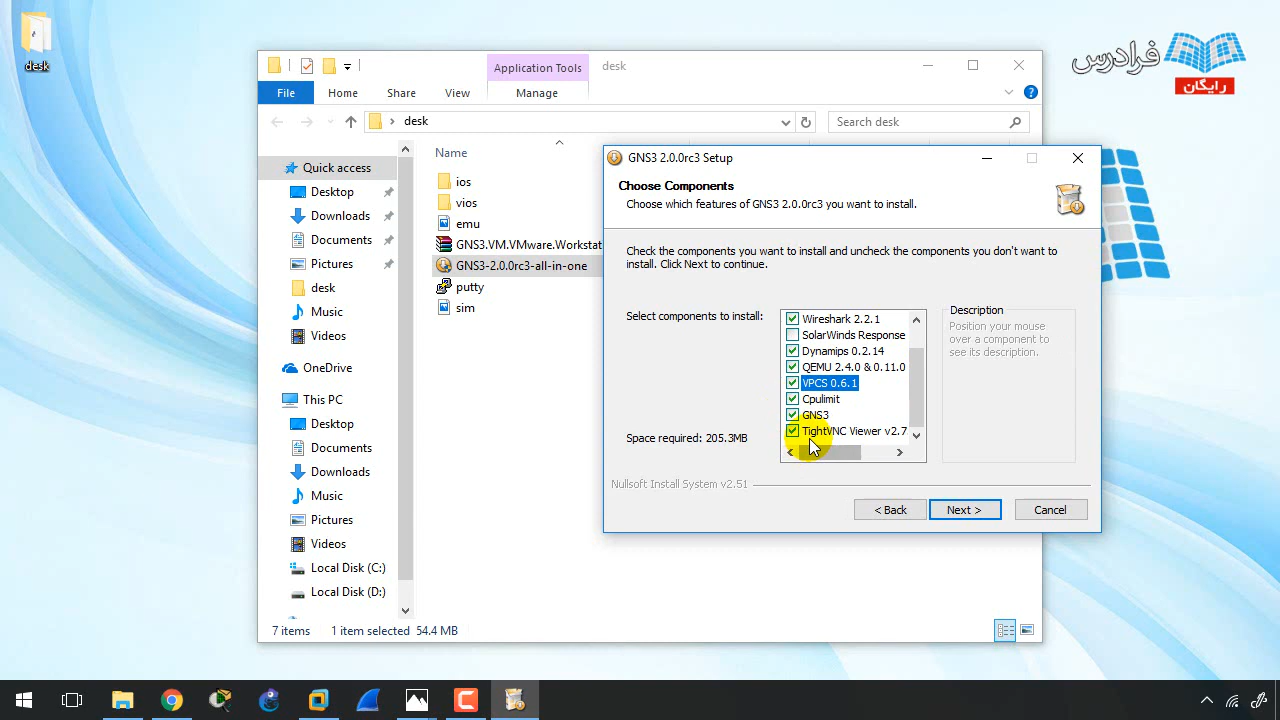 desk
Application Tools
desk
فرادرس
رایگان
File
Home
Share
View
Manage
desk
Search desk
Name
Quick access
Desktop
Downloads
Documents
Pictures
desk
Music
Videos
OneDrive
This PC
Desktop
Documents
Downloads
Music
Pictures
Videos
Local Disk (C:)
Local Disk (D:)
ios
vios
emu
GNS3.VM.VMware.Workstat
GNS3-2.0.0rc3-all-in-one
putty
sim
7 items
1 item selected 54.4 MB
GNS3 2.0.0rc3 Setup
Choose Components
Choose which features of GNS3 2.0.0rc3 you want to install.
Check the components you want to install and uncheck the components you don't want to
install. Click Next to continue.
Select components to install:
Wireshark 2.2.1
SolarWinds Response
Dynamips 0.2.14
QEMU 2.4.0 & 0.11.0
VPCS 0.6.1
Cpulimit
GNS3
TightVNC Viewer v2.7
Description
Position your mouse
over a component to
see its description.
Space required: 205.3MB
Nullsoft Install System v2.51
< Back
Next >
Cancel